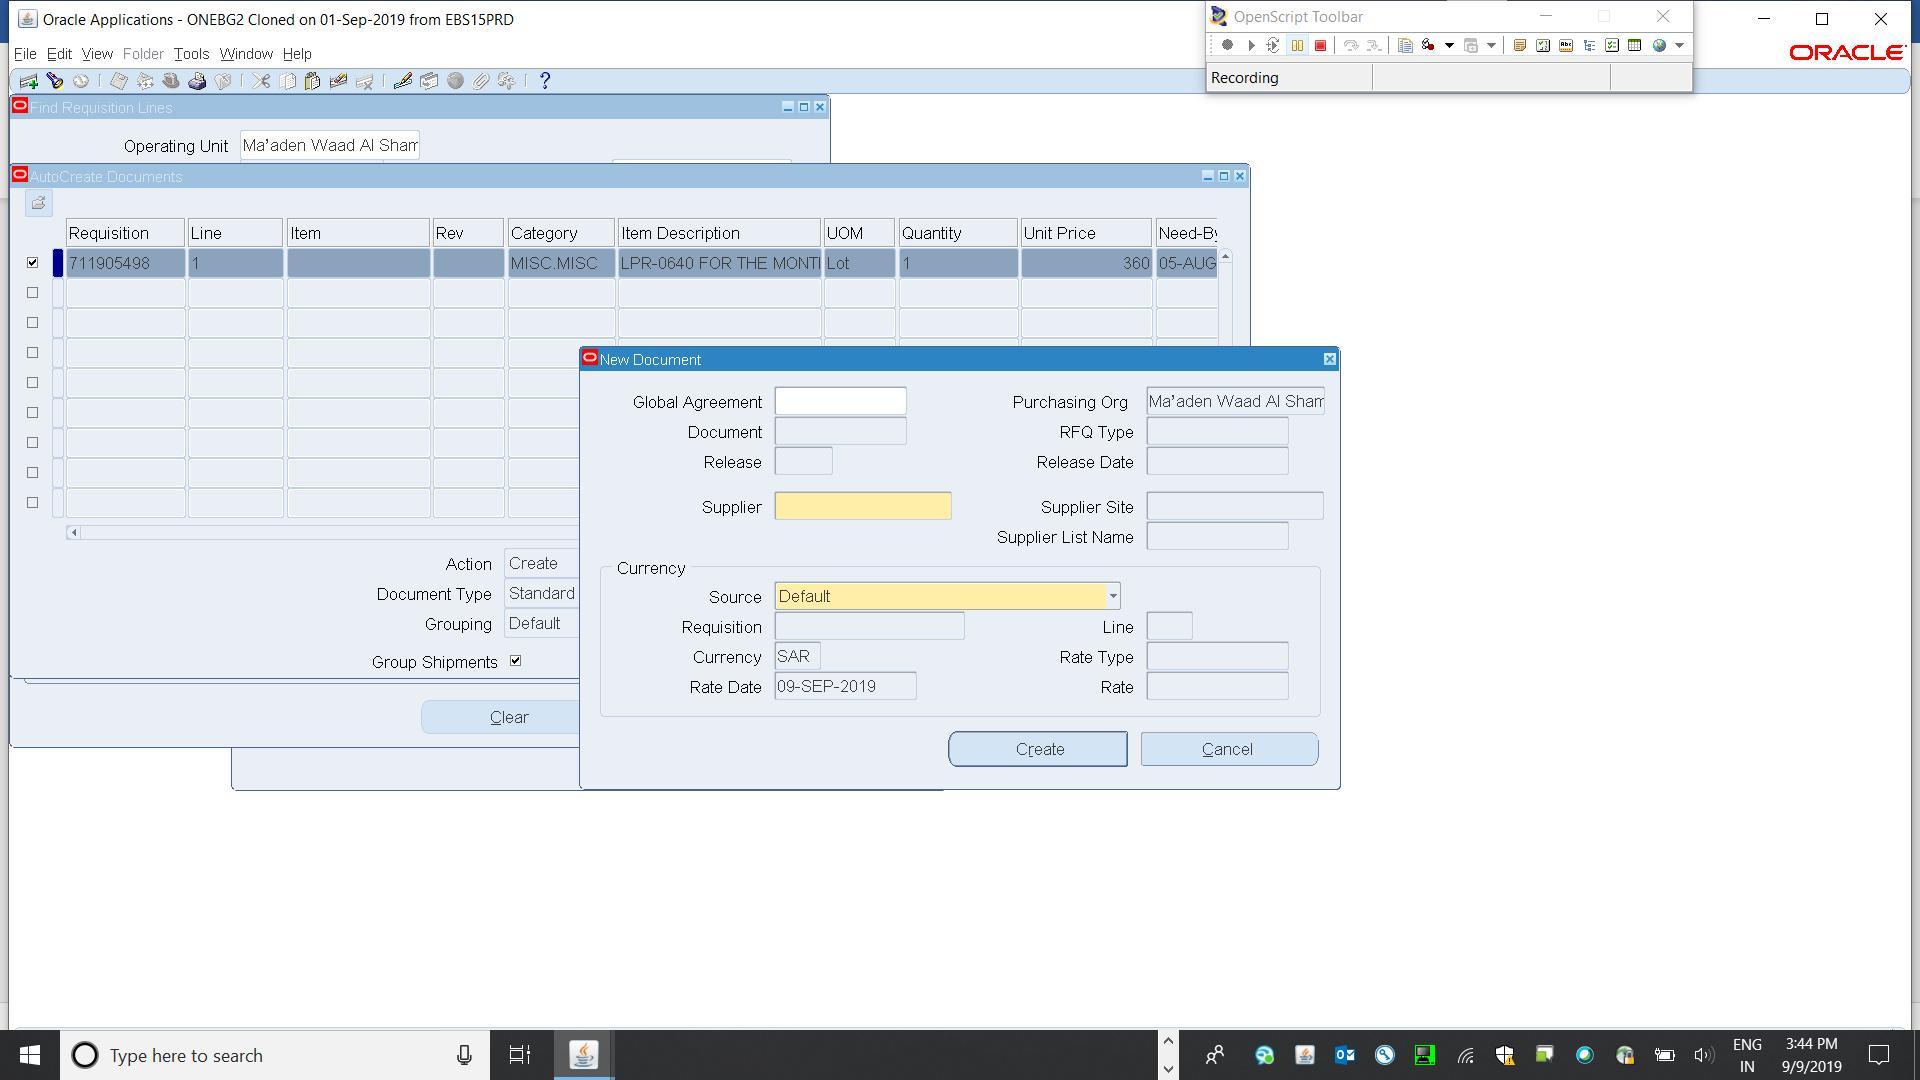 Oracle Applications - ONEBG2 Cloned on 01-Sep-2019 from EBS15PRD
OpenScript Toolbar
File Edit View Folder Tools Window Help
ORACLE
Recording
Find Requisition Lines
Operating Unit Ma'aden Waad Al Sham
AutoCreate Documents
Requisition Line Item Rev Category Item Description UOM Quantity Unit Price Need-By
711905498 1 MISC.MISC LPR-0640 FOR THE MONTI Lot 1 360 05-AUG
New Document
Global Agreement
Purchasing Org Ma'aden Waad Al Sham
Document
RFQ Type
Release
Release Date
Supplier
Supplier Site
Supplier List Name
Action Create
Document Type Standard
Grouping Default
Group Shipments
Clear
Currency
Source Default
Requisition
Line
Currency SAR
Rate Type
Rate Date 09-SEP-2019
Rate
Create
Cancel
Type here to search
ENG
IN
3:44 PM
9/9/2019